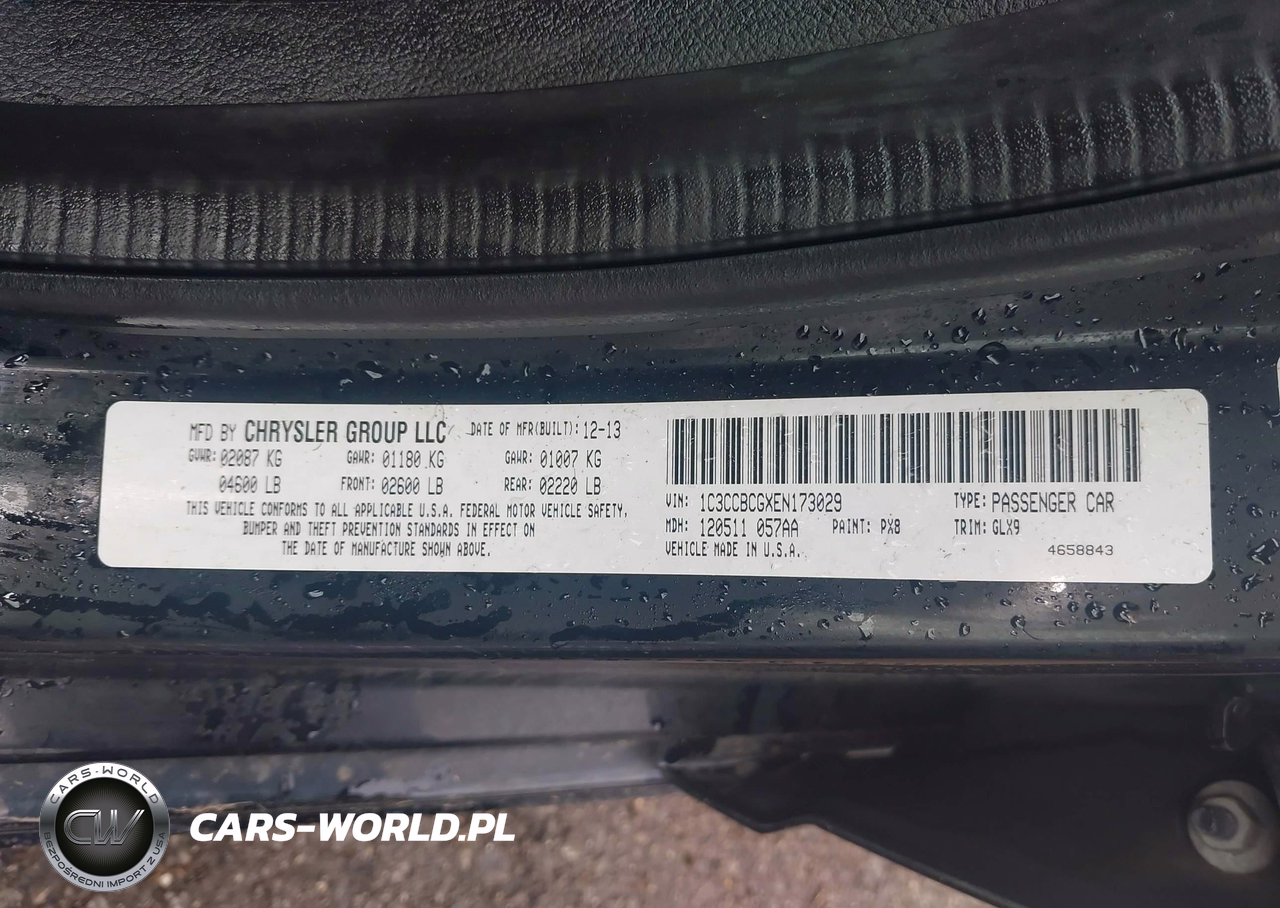 MFD BY CHRYSLER GROUP LLC DATE OF MFR(BUILT): 12-13
GVWR: 02087 KG GAWR: 01180 KG GAWR: 01007 KG
04600 LB FRONT: 02600 LB REAR: 02220 LB
THIS VEHICLE CONFORMS TO ALL APPLICABLE U.S.A. FEDERAL MOTOR VEHICLE SAFETY,
BUMPER AND THEFT PREVENTION STANDARDS IN EFFECT ON
THE DATE OF MANUFACTURE SHOWN ABOVE.
VIN: 1C3CCBCGXEN173029 TYPE: PASSENGER CAR
MDH: 120511 057AA PAINT: PX8 TRIM: GLX9
VEHICLE MADE IN U.S.A. 4658843
CARS-WORLD
CW
BEZPOŚREDNI IMPORT Z USA
CARS-WORLD.PL